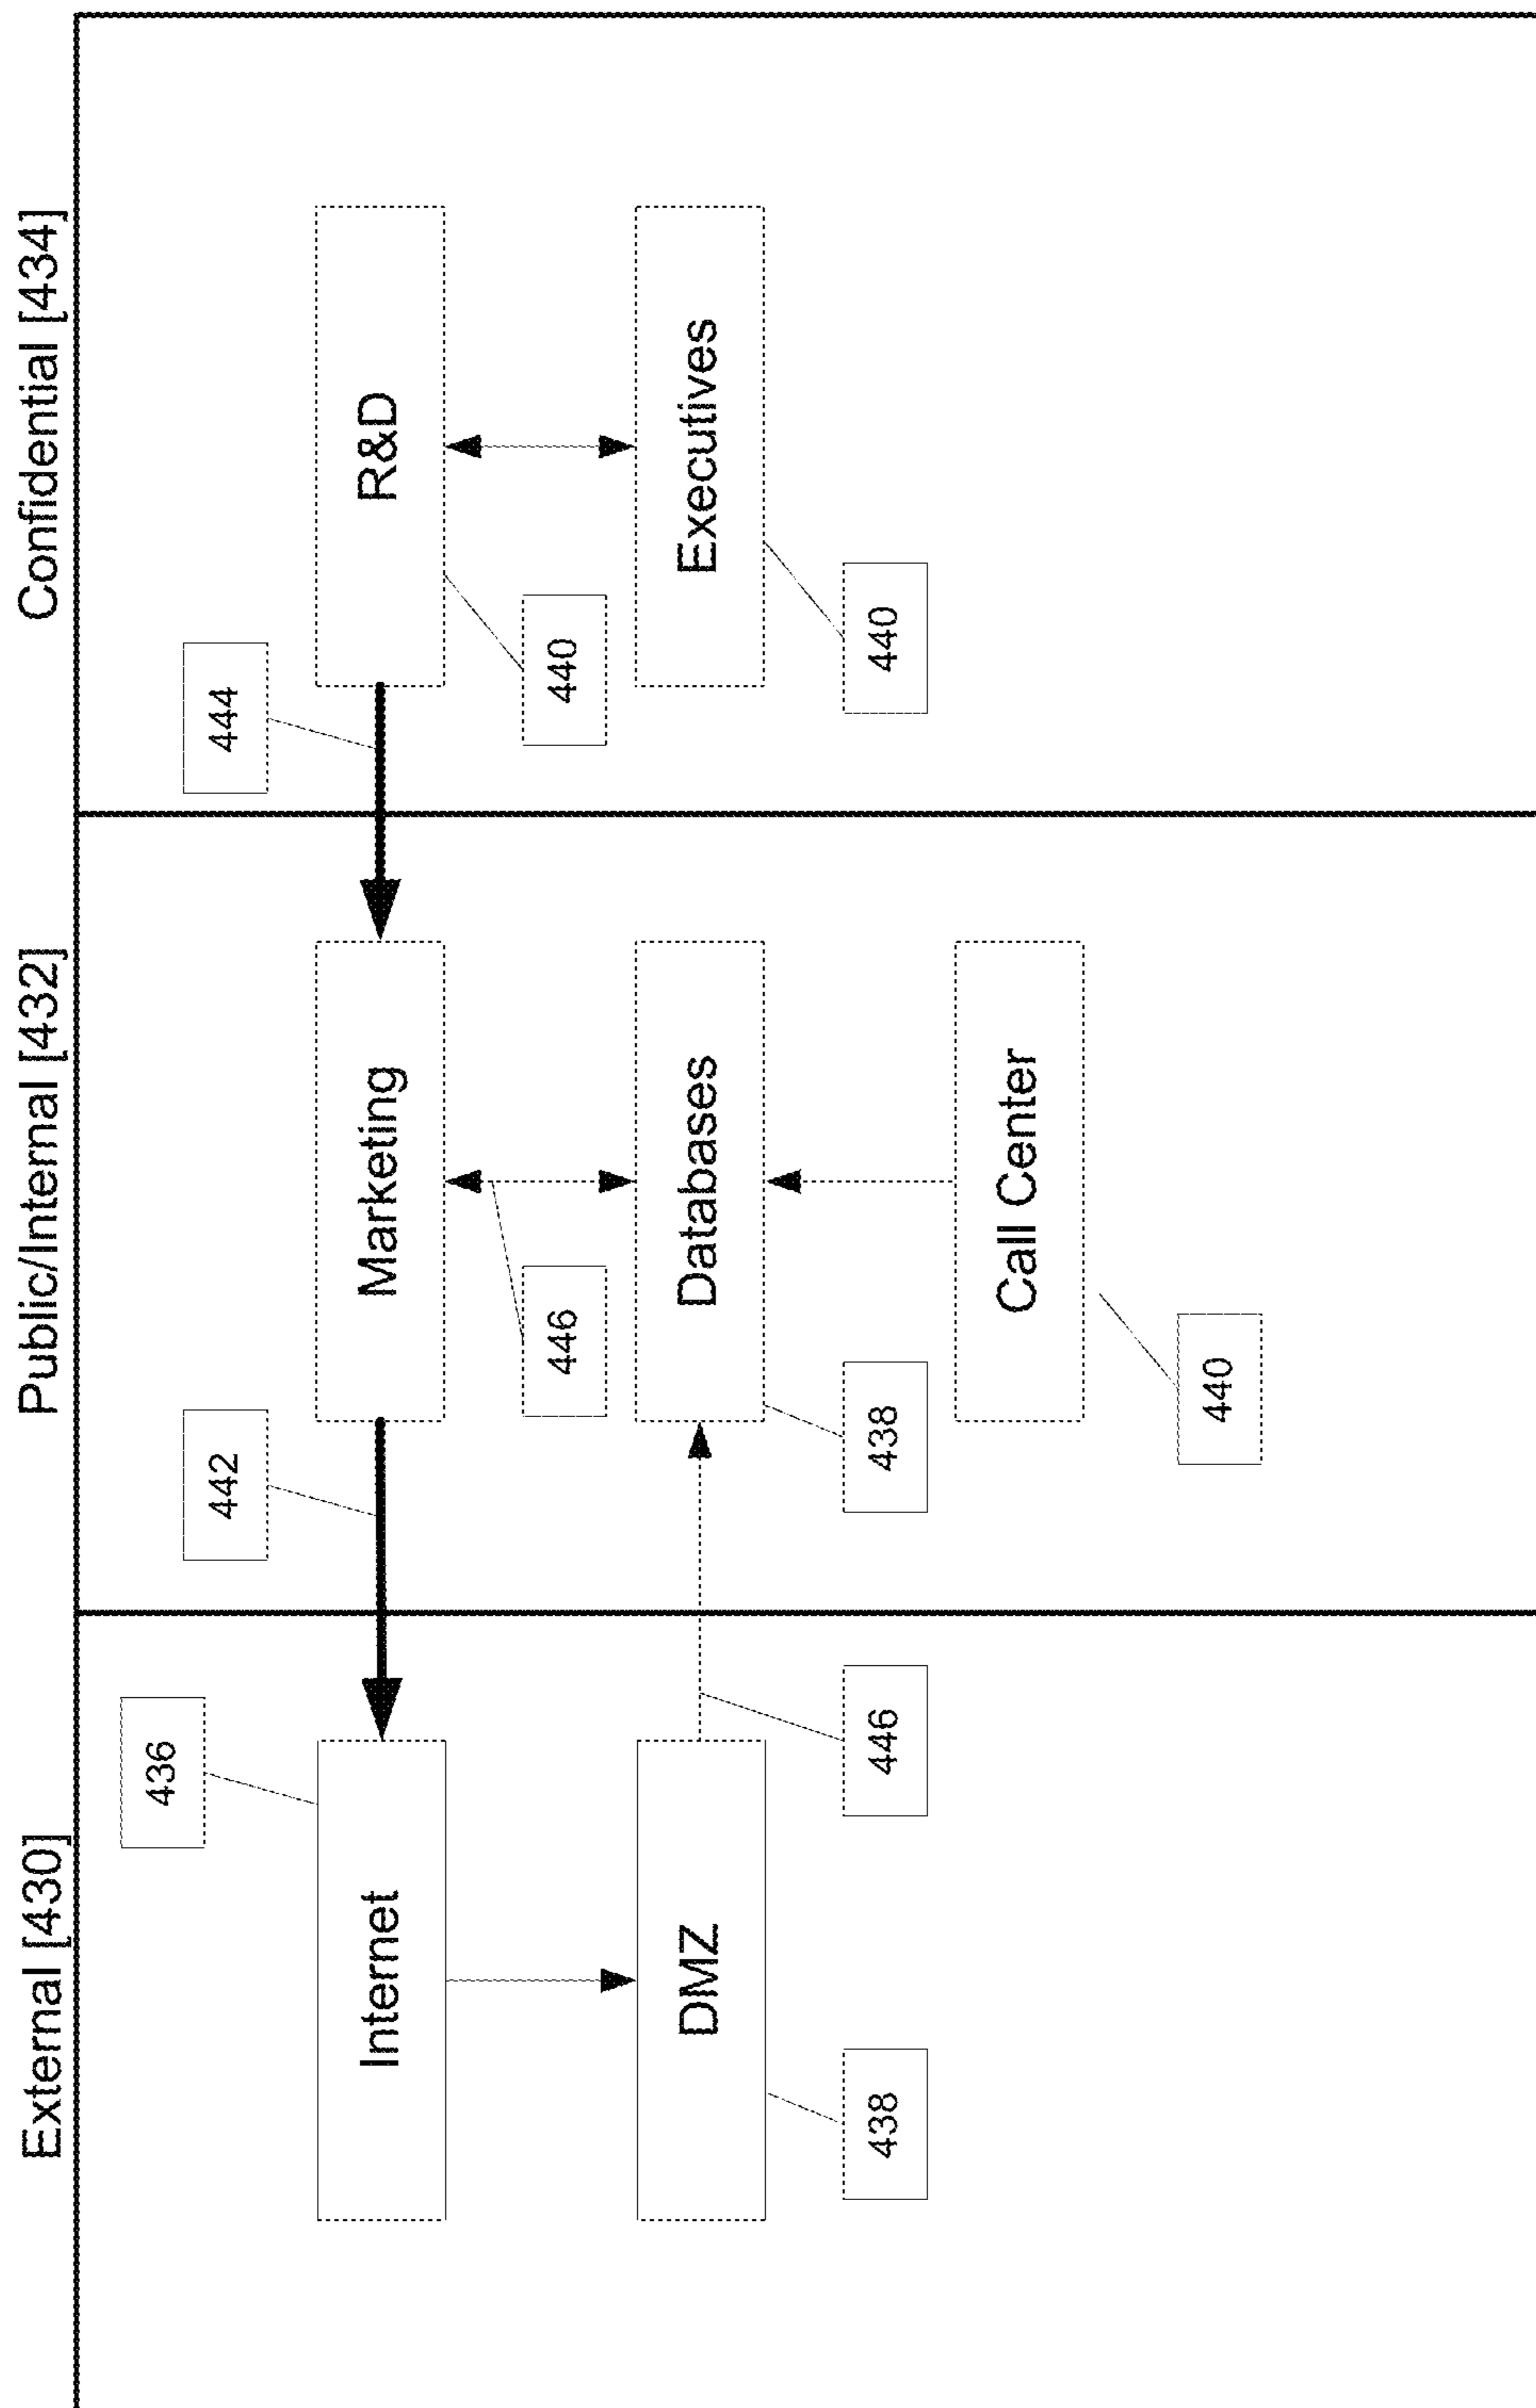 External [430]
Public/Internal [432]
Confidential [434]
436
442
444
Internet
Marketing
R&D
446
440
DMZ
Databases
Executives
438
446
438
440
Call Center
440